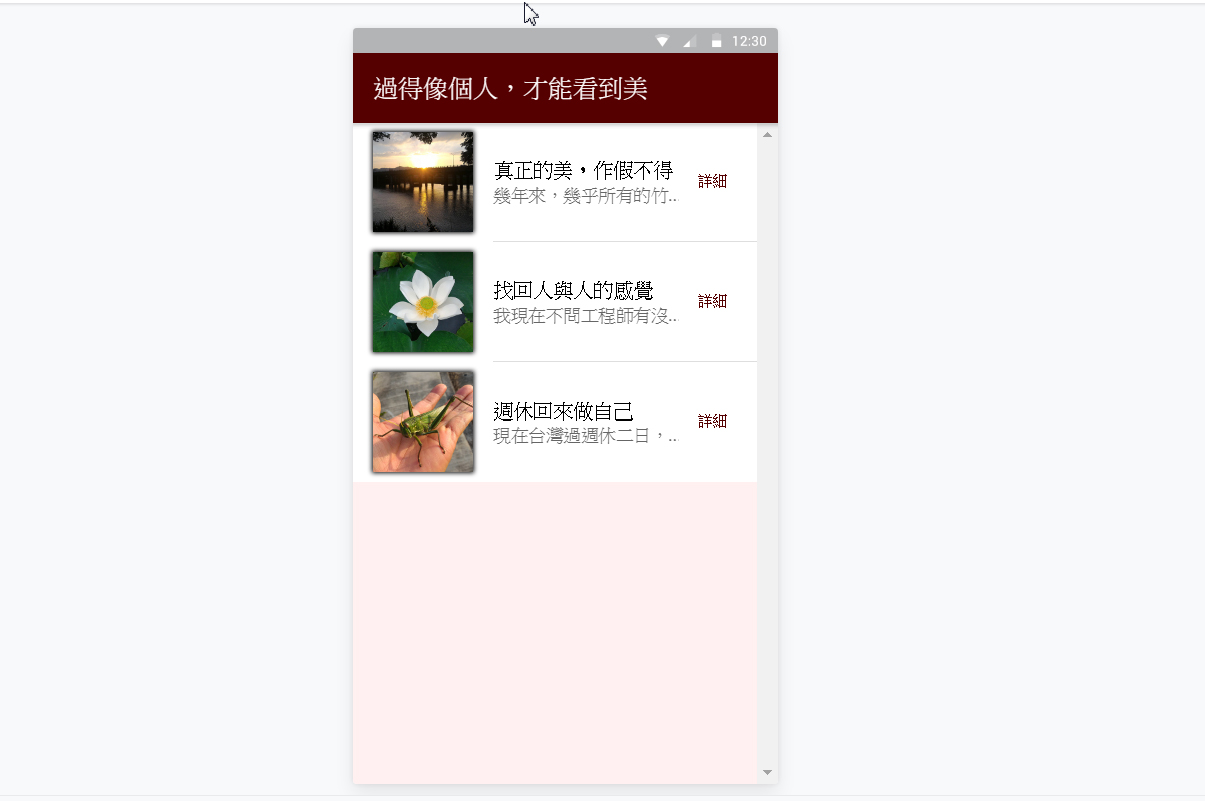 12:30
過得像個人，才能看到美
真正的美，作假不得
幾年來，幾乎所有的竹...
詳細
找回人與人的感覺
我現在不問工程師有沒...
詳細
週休回來做自己
現在台灣過週休二日，...
詳細